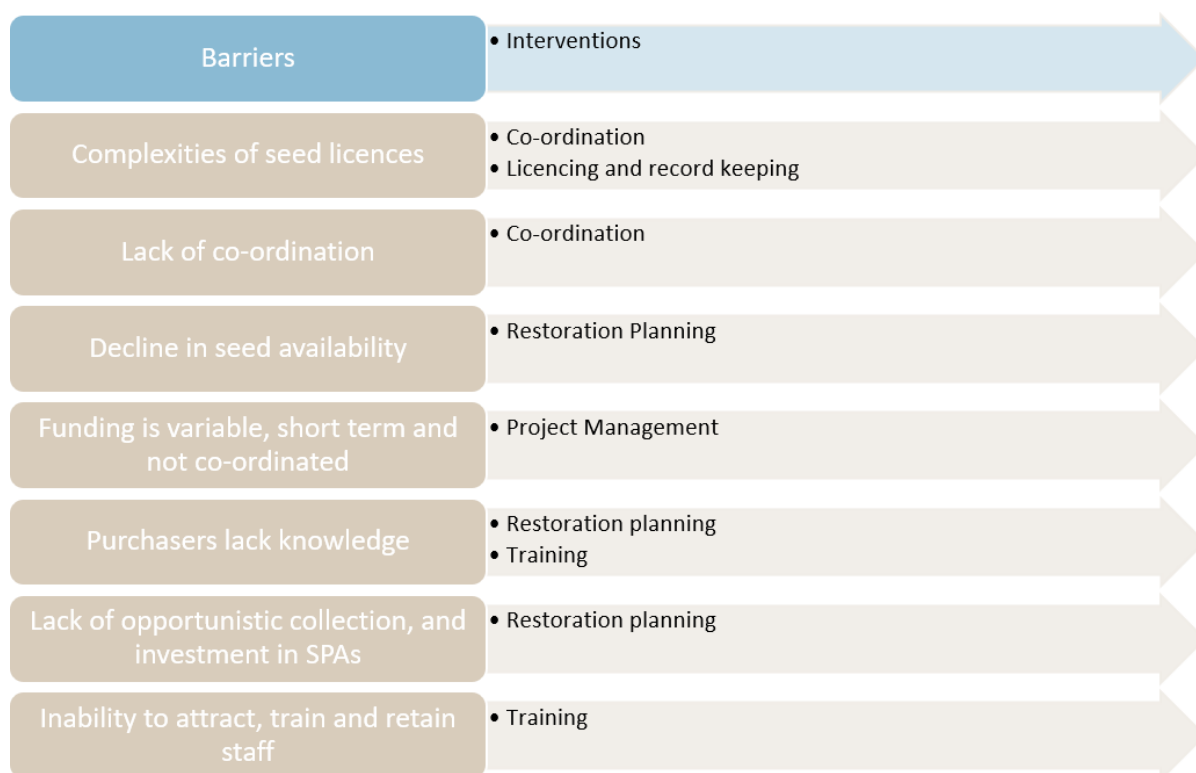 Barriers
• Interventions
Complexities of seed licences
• Co-ordination
• Licencing and record keeping
Lack of co-ordination
• Co-ordination
Decline in seed availability
• Restoration Planning
Funding is variable, short term and
not co-ordinated
• Project Management
Purchasers lack knowledge
• Restoration planning
• Training
Lack of opportunistic collection, and
investment in SPAs
• Restoration planning
Inability to attract, train and retain
staff
• Training